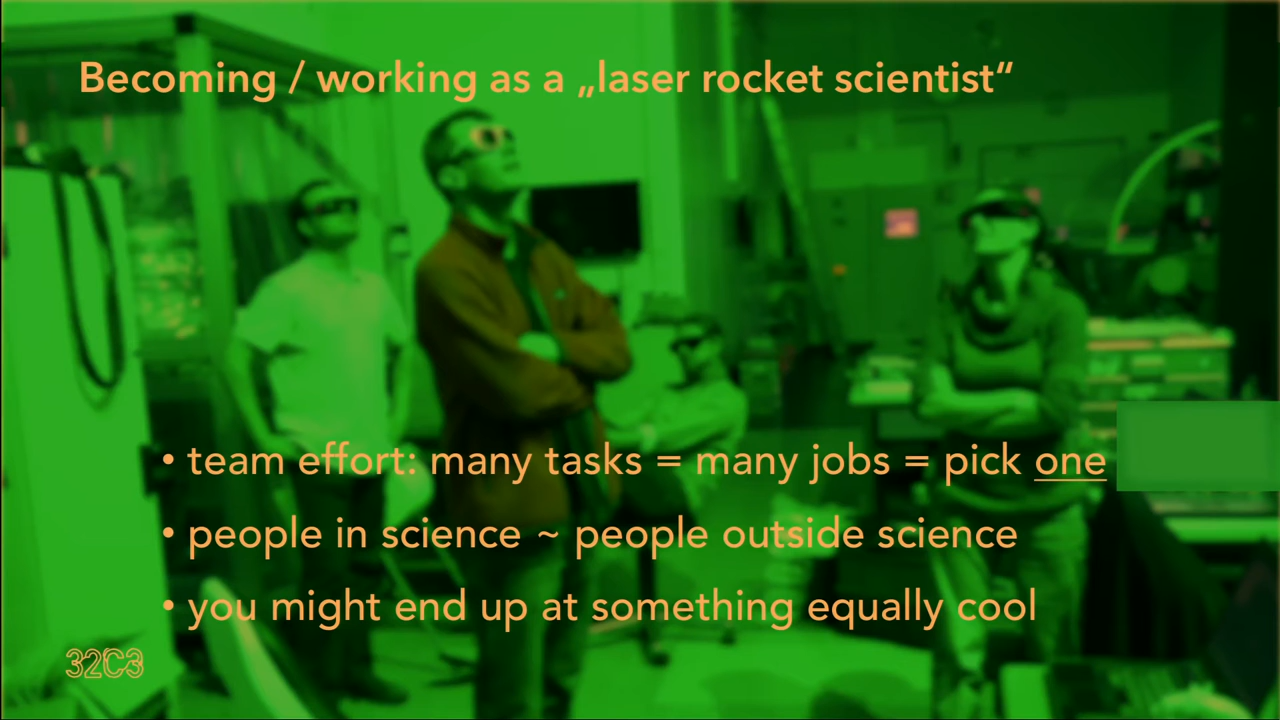 Becoming / working as a „laser rocket scientist“
• team effort: many tasks = many jobs = pick one
• people in science ~ people outside science
• you might end up at something equally cool
32C3